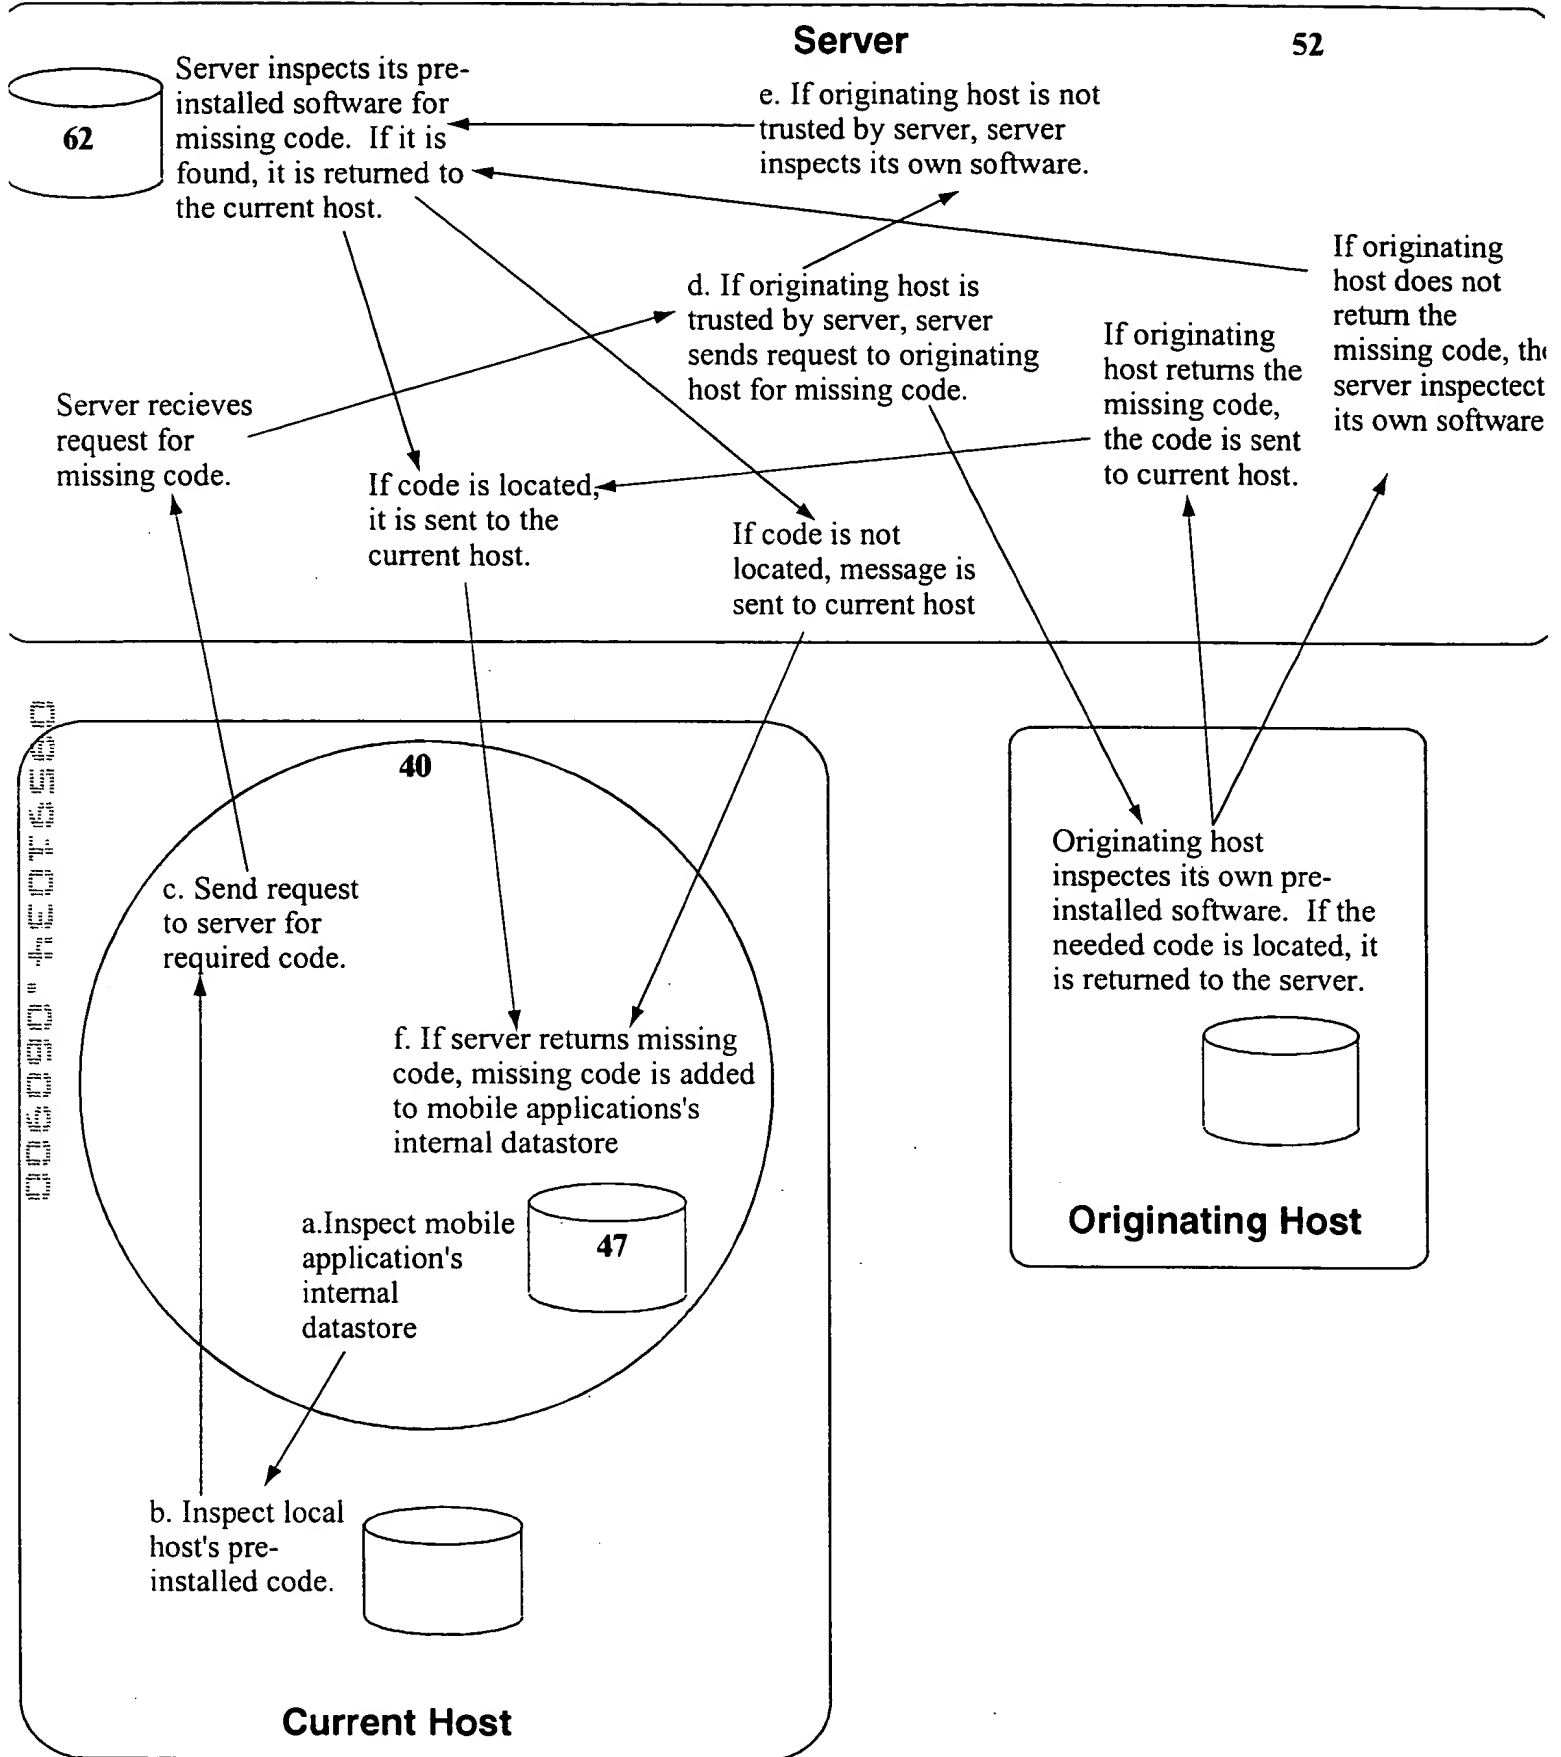 Server
52
62
Server inspects its pre-
installed software for
missing code. If it is
found, it is returned to
the current host.
e. If originating host is not
trusted by server, server
inspects its own software.
d. If originating host is
trusted by server, server
sends request to originating
host for missing code.
If originating
host returns the
missing code,
the code is sent
to current host.
If originating
host does not
return the
missing code, the
server inspectect
its own software
Server recieves
request for
missing code.
If code is located,
it is sent to the
current host.
If code is not
located, message is
sent to current host
40
c. Send request
to server for
required code.
f. If server returns missing
code, missing code is added
to mobile applications's
internal datastore
a.Inspect mobile
application's
internal
datastore
47
b. Inspect local
host's pre-
installed code.
Current Host
Originating host
inspectes its own pre-
installed software. If the
needed code is located, it
is returned to the server.
Originating Host